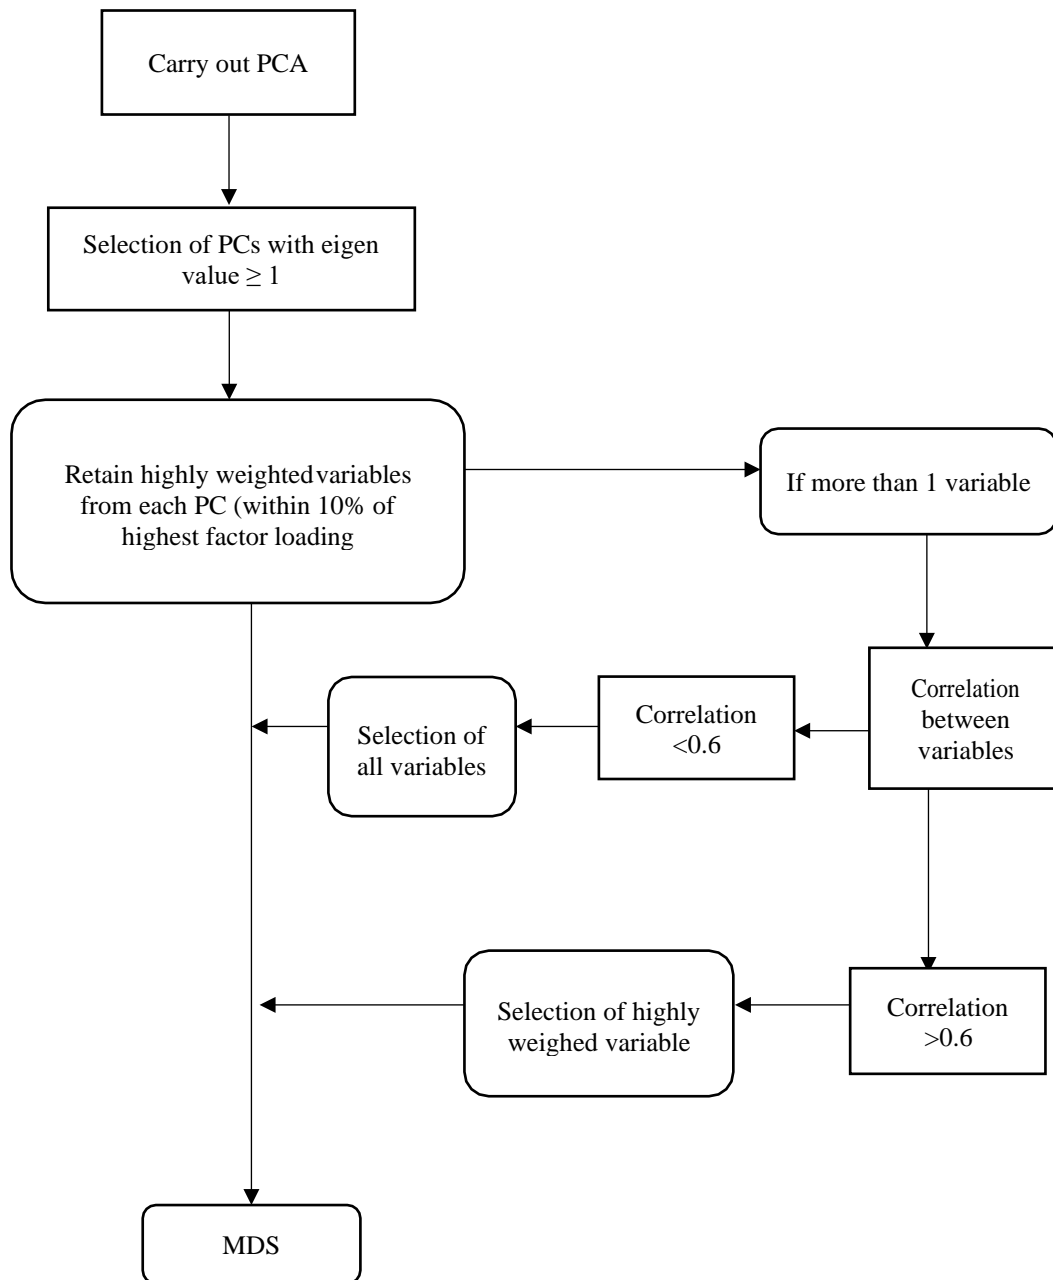 Carry out PCA
Selection of PCs with eigen
value ≥ 1
Retain highly weighted variables
from each PC (within 10% of
highest factor loading
If more than 1 variable
Correlation
between
variables
Correlation
<0.6
Selection of
all variables
Correlation
>0.6
Selection of highly
weighed variable
MDS